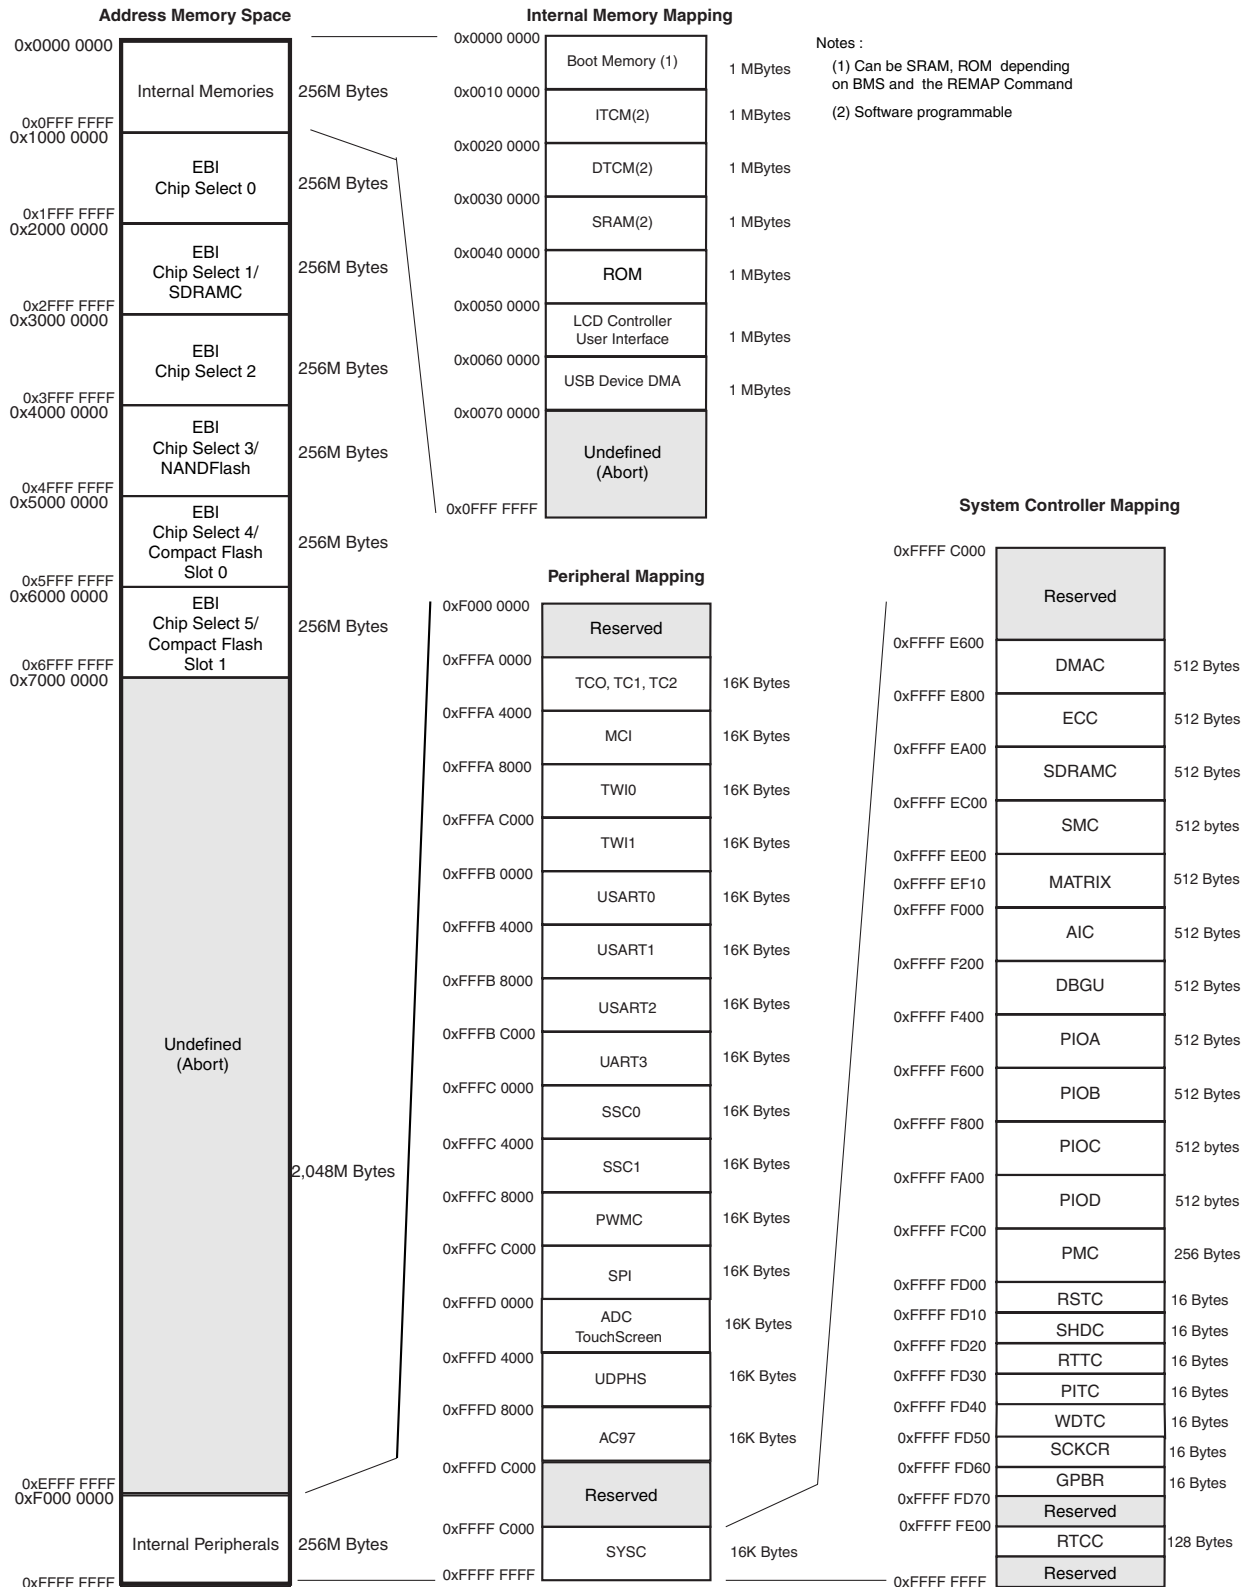 Address Memory Space
0x0000 0000
Internal Memories
256M Bytes
0x0FFF FFFF
0x1000 0000
EBI
Chip Select 0
256M Bytes
0x1FFF FFFF
0x2000 0000
EBI
Chip Select 1/
SDRAMC
256M Bytes
0x2FFF FFFF
0x3000 0000
EBI
Chip Select 2
256M Bytes
0x3FFF FFFF
0x4000 0000
EBI
Chip Select 3/
NANDFlash
256M Bytes
0x4FFF FFFF
0x5000 0000
EBI
Chip Select 4/
Compact Flash
Slot 0
256M Bytes
0x5FFF FFFF
0x6000 0000
EBI
Chip Select 5/
Compact Flash
Slot 1
256M Bytes
0x6FFF FFFF
0x7000 0000
Undefined
(Abort)
2,048M Bytes
0xEFFF FFFF
0xF000 0000
Internal Peripherals
256M Bytes
0xFFFF FFFF
Internal Memory Mapping
0x0000 0000
Boot Memory (1)
1 MBytes
0x0010 0000
ITCM(2)
1 MBytes
0x0020 0000
DTCM(2)
1 MBytes
0x0030 0000
SRAM(2)
1 MBytes
0x0040 0000
ROM
1 MBytes
0x0050 0000
LCD Controller
User Interface
1 MBytes
0x0060 0000
USB Device DMA
1 MBytes
0x0070 0000
Undefined
(Abort)
0x0FFF FFFF
Notes :
(1) Can be SRAM, ROM depending
on BMS and the REMAP Command
(2) Software programmable
Peripheral Mapping
0xF000 0000
Reserved
0xFFFA 0000
TCO, TC1, TC2
16K Bytes
0xFFFA 4000
MCI
16K Bytes
0xFFFA 8000
TWI0
16K Bytes
0xFFFA C000
TWI1
16K Bytes
0xFFFB 0000
USART0
16K Bytes
0xFFFB 4000
USART1
16K Bytes
0xFFFB 8000
USART2
16K Bytes
0xFFFB C000
UART3
16K Bytes
0xFFFC 0000
SSC0
16K Bytes
0xFFFC 4000
SSC1
16K Bytes
0xFFFC 8000
PWMC
16K Bytes
0xFFFC C000
SPI
16K Bytes
0xFFFD 0000
ADC
TouchScreen
16K Bytes
0xFFFD 4000
UDPHS
16K Bytes
0xFFFD 8000
AC97
16K Bytes
0xFFFD C000
Reserved
0xFFFF C000
SYSC
16K Bytes
0xFFFF FFFF
System Controller Mapping
0xFFFF C000
Reserved
0xFFFF E600
DMAC
512 Bytes
0xFFFF E800
ECC
512 Bytes
0xFFFF EA00
SDRAMC
512 Bytes
0xFFFF EC00
SMC
512 bytes
0xFFFF EE00
0xFFFF EF10
MATRIX
512 Bytes
0xFFFF F000
AIC
512 Bytes
0xFFFF F200
DBGU
512 Bytes
0xFFFF F400
PIOA
512 Bytes
0xFFFF F600
PIOB
512 Bytes
0xFFFF F800
PIOC
512 bytes
0xFFFF FA00
PIOD
512 bytes
0xFFFF FC00
PMC
256 Bytes
0xFFFF FD00
RSTC
16 Bytes
0xFFFF FD10
SHDC
16 Bytes
0xFFFF FD20
RTTC
16 Bytes
0xFFFF FD30
PITC
16 Bytes
0xFFFF FD40
WDTC
16 Bytes
0xFFFF FD50
SCKCR
16 Bytes
0xFFFF FD60
GPBR
16 Bytes
0xFFFF FD70
Reserved
0xFFFF FE00
RTCC
128 Bytes
Reserved
0xFFFF FFFF